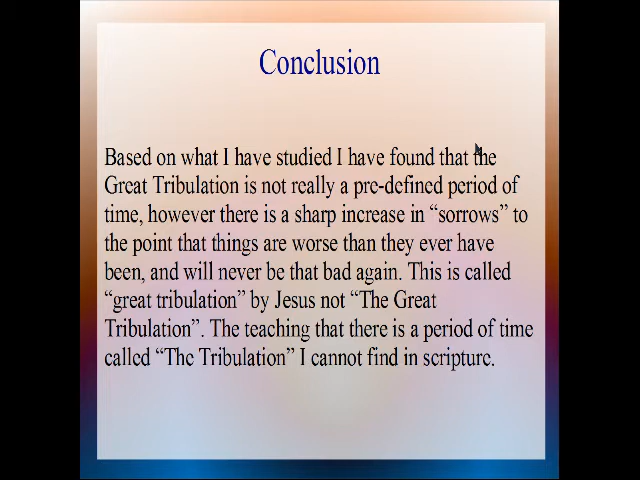 Conclusion
Based on what I have studied I have found that the
Great Tribulation is not really a pre-defined period of
time, however there is a sharp increase in “sorrows” to
the point that things are worse than they ever have
been, and will never be that bad again. This is called
“great tribulation” by Jesus not “The Great
Tribulation”. The teaching that there is a period of time
called “The Tribulation” I cannot find in scripture.